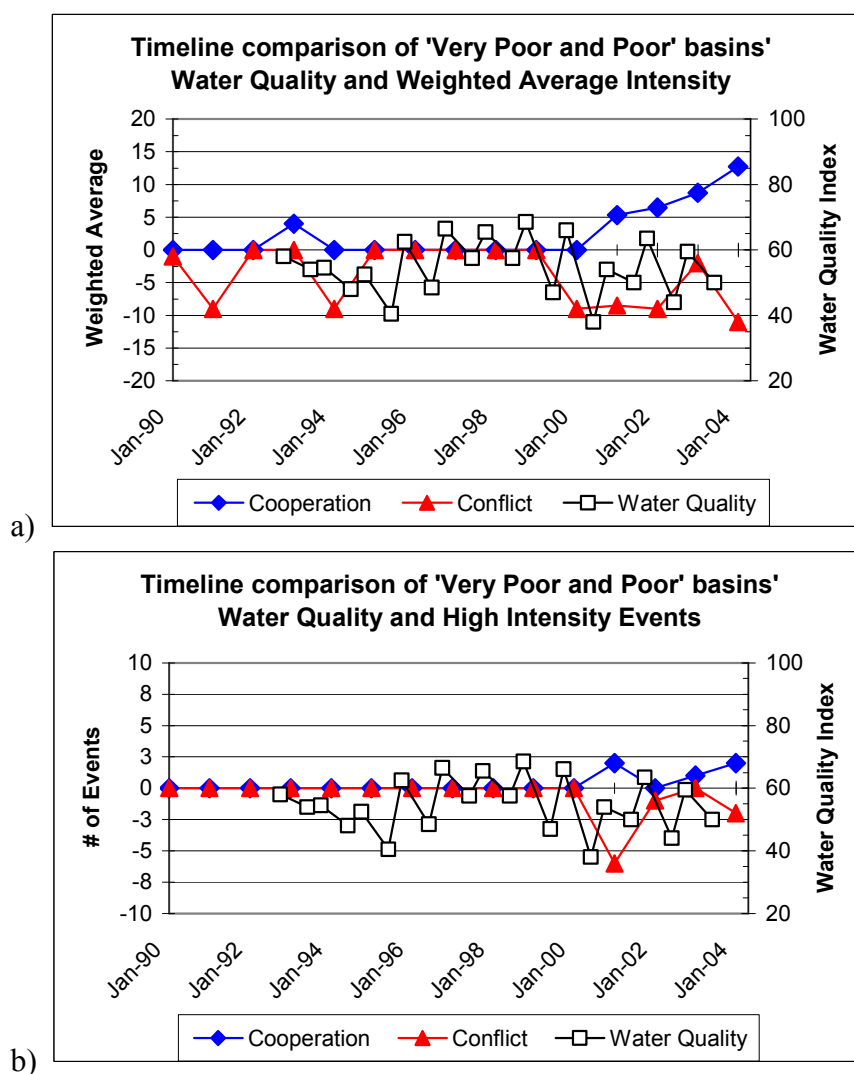 Timeline comparison of 'Very Poor and Poor' basins'
Water Quality and Weighted Average Intensity
Weighted Average
20
15
10
5
0
-5
-10
-15
-20
100
80
60
40
20
Water Quality Index
Jan-90
Jan-92
Jan-94
Jan-96
Jan-98
Jan-00
Jan-02
Jan-04
Cooperation Conflict Water Quality
a)
Timeline comparison of 'Very Poor and Poor' basins'
Water Quality and High Intensity Events
# of Events
10
8
5
3
0
-3
-5
-8
-10
100
80
60
40
20
Water Quality Index
Jan-90
Jan-92
Jan-94
Jan-96
Jan-98
Jan-00
Jan-02
Jan-04
Cooperation Conflict Water Quality
b)